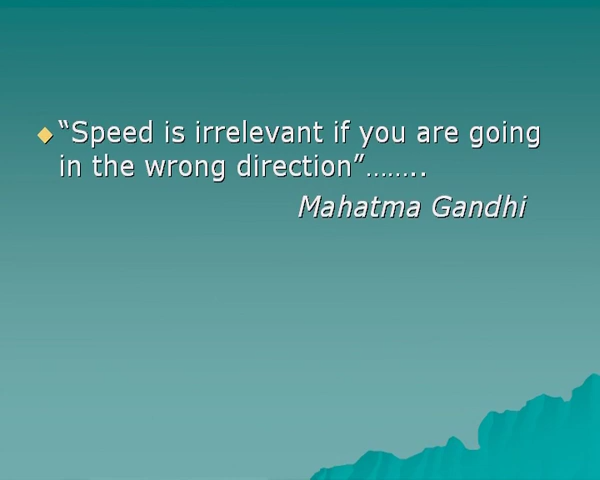 “Speed is irrelevant if you are going
in the wrong direction”……..
Mahatma Gandhi